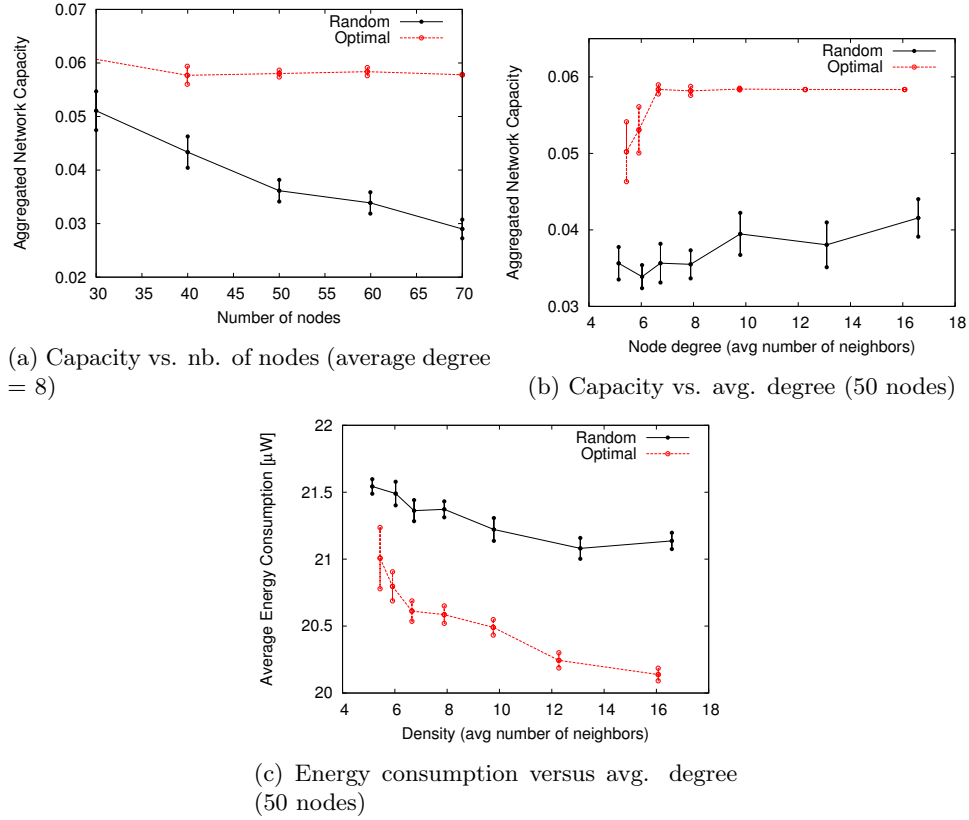 0.07
0.06
0.05
0.04
0.03
0.02
Aggregated Network Capacity
Random
Optimal
30 35 40 45 50 55 60 65 70
Number of nodes
(a) Capacity vs. nb. of nodes (average degree
= 8)
0.06
0.05
0.04
0.03
Aggregated Network Capacity
Random
Optimal
4 6 8 10 12 14 16 18
Node degree (avg number of neighbors)
(b) Capacity vs. avg. degree (50 nodes)
22
21.5
21
20.5
20
Average Energy Consumption [μW]
Random
Optimal
4 6 8 10 12 14 16 18
Density (avg number of neighbors)
(c) Energy consumption versus avg. degree
(50 nodes)